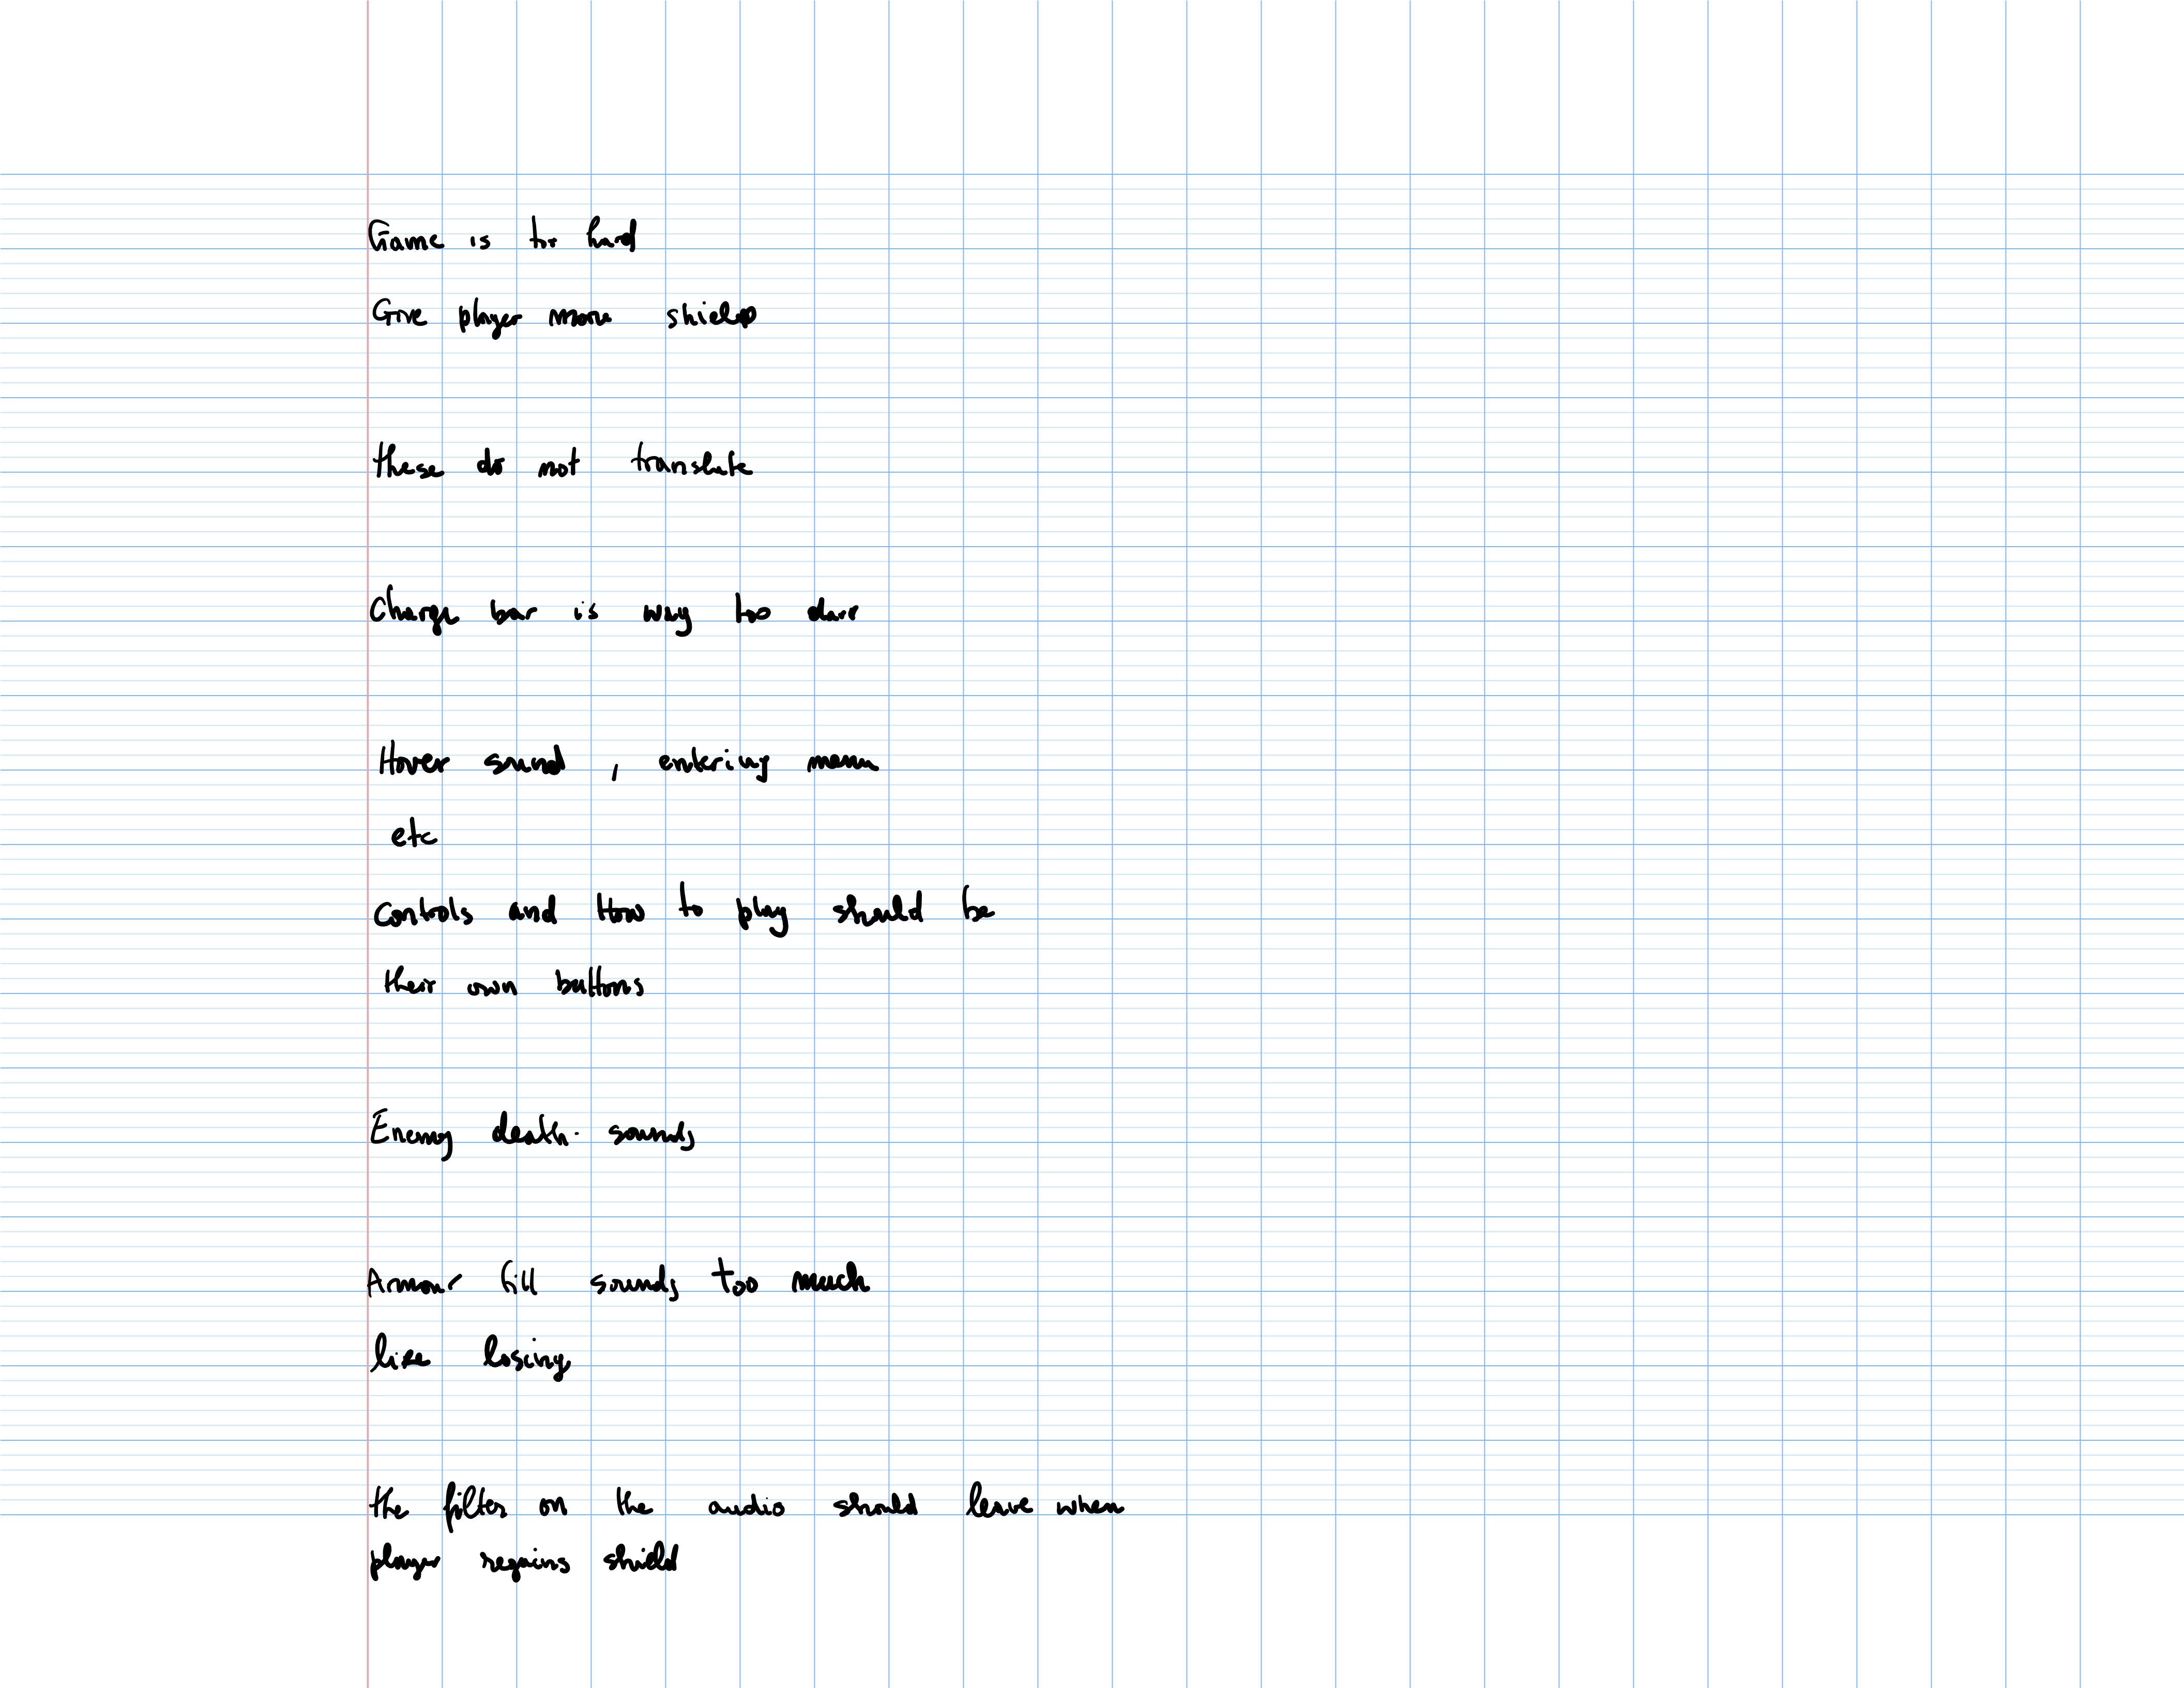 Game is to hard
Give player more shield
these do not translate
Charge bar is way too dark
Hover sound, entering menu
etc
Controls and How to play should be
their own buttons
Enemy death sounds
Armour fill sounds too much
like losing
the filter on the audio should leave when
player regains shield